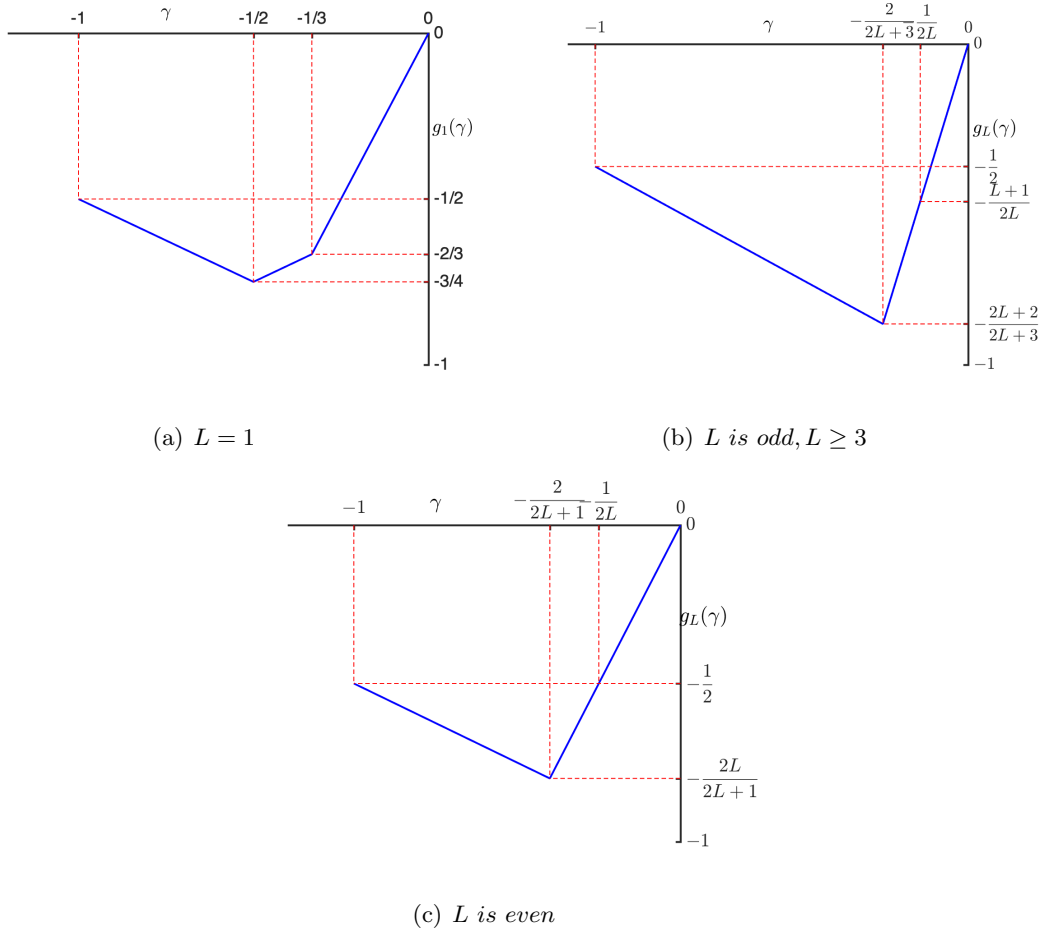 -1 γ -1/2 -1/3 0
0
g₁(γ)
-1/2
-2/3
-3/4
-1
(a) L = 1
−1 γ −2/(2L+3) −1/(2L) 0
0
g_L(γ)
−1/2
−(L+1)/(2L)
−(2L+2)/(2L+3)
−1
(b) L is odd, L ≥ 3
−1 γ −2/(2L+1) −1/(2L) 0
0
g_L(γ)
−1/2
−2L/(2L+1)
−1
(c) L is even